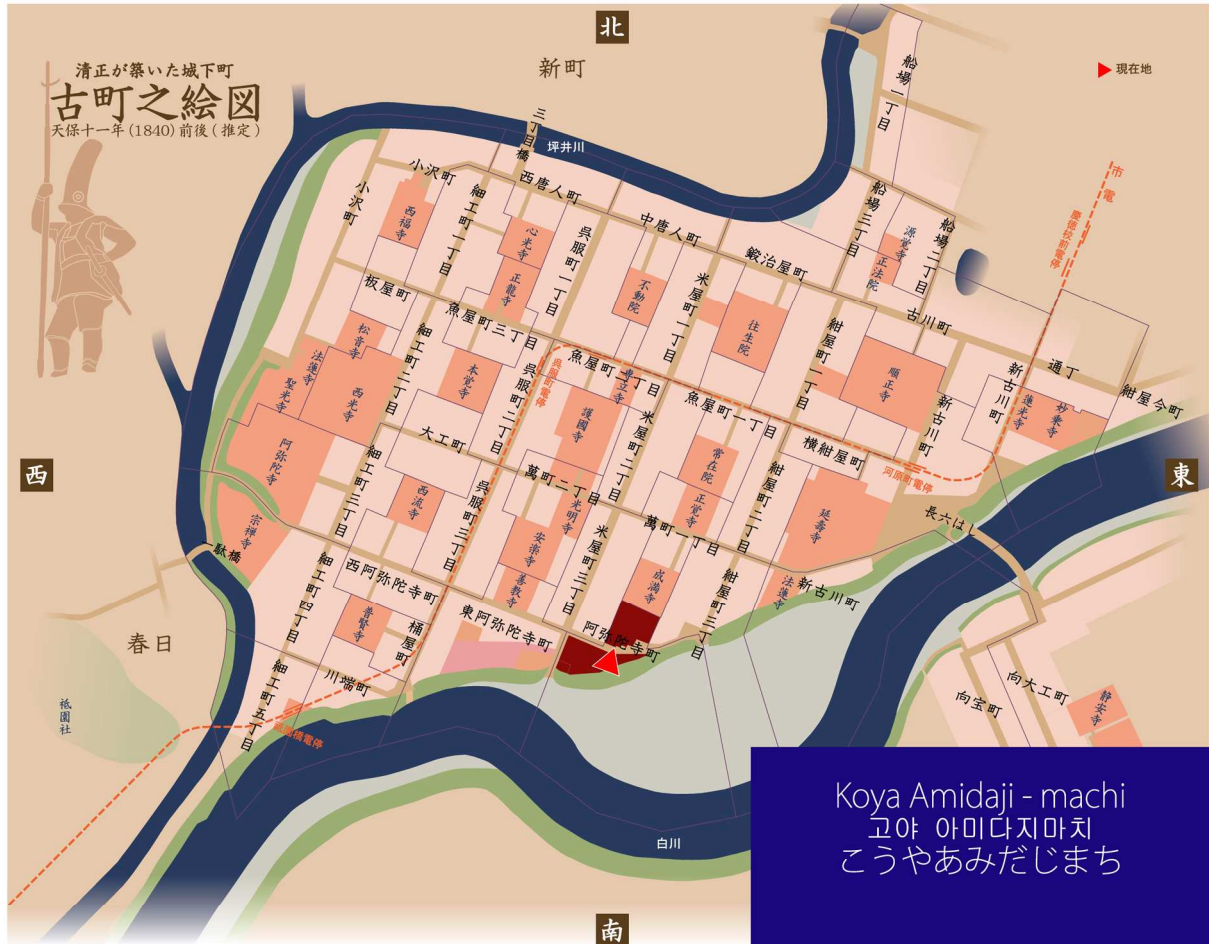 北
清正が築いた城下町
古町之絵図
天保十一年(1840)前後(推定)
新町
現在地
船場一丁目
三丁目橋
坪井川
小沢町
小沢町
西福寺
細工町一丁目
西唐人町
心光寺
正龍寺
呉服町一丁目
中唐人町
不動院
米屋町一丁目
鍛治屋町
往生院
船場三丁目
源覚寺
正法院
船場二丁目
市電
慶徳校前電停
古川町
通丁
紺屋今町
板屋町
松音寺
法蓮寺
聖光寺
西光寺
細工町二丁目
魚屋町三丁目
本覚寺
呉服町二丁目
呉服町電停
魚屋町二丁目
専立寺
護國寺
米屋町二丁目
魚屋町一丁目
紺屋町一丁目
順正寺
新古川町
新古川町
蓮光寺
妙乗寺
横紺屋町
河原町電停
西
東
阿弥陀寺
宗禅寺
大工町
細工町三丁目
西流寺
呉服町三丁目
萬町二丁目
光明寺
安楽寺
善教寺
米屋町三丁目
常在院
正覚寺
萬町一丁目
紺屋町二丁目
延壽寺
長六はし
一駄橋
西阿弥陀寺町
細工町四丁目
普賢寺
桶屋町
東阿弥陀寺町
成満寺
阿弥陀寺町
紺屋町三丁目
法蓮寺
新古川町
春日
祗園社
川端町
細工町五丁目
向宝町
向大工町
静安寺
白川
南
Koya Amidaji - machi
고야 아미다지마치
こうやあみだじまち